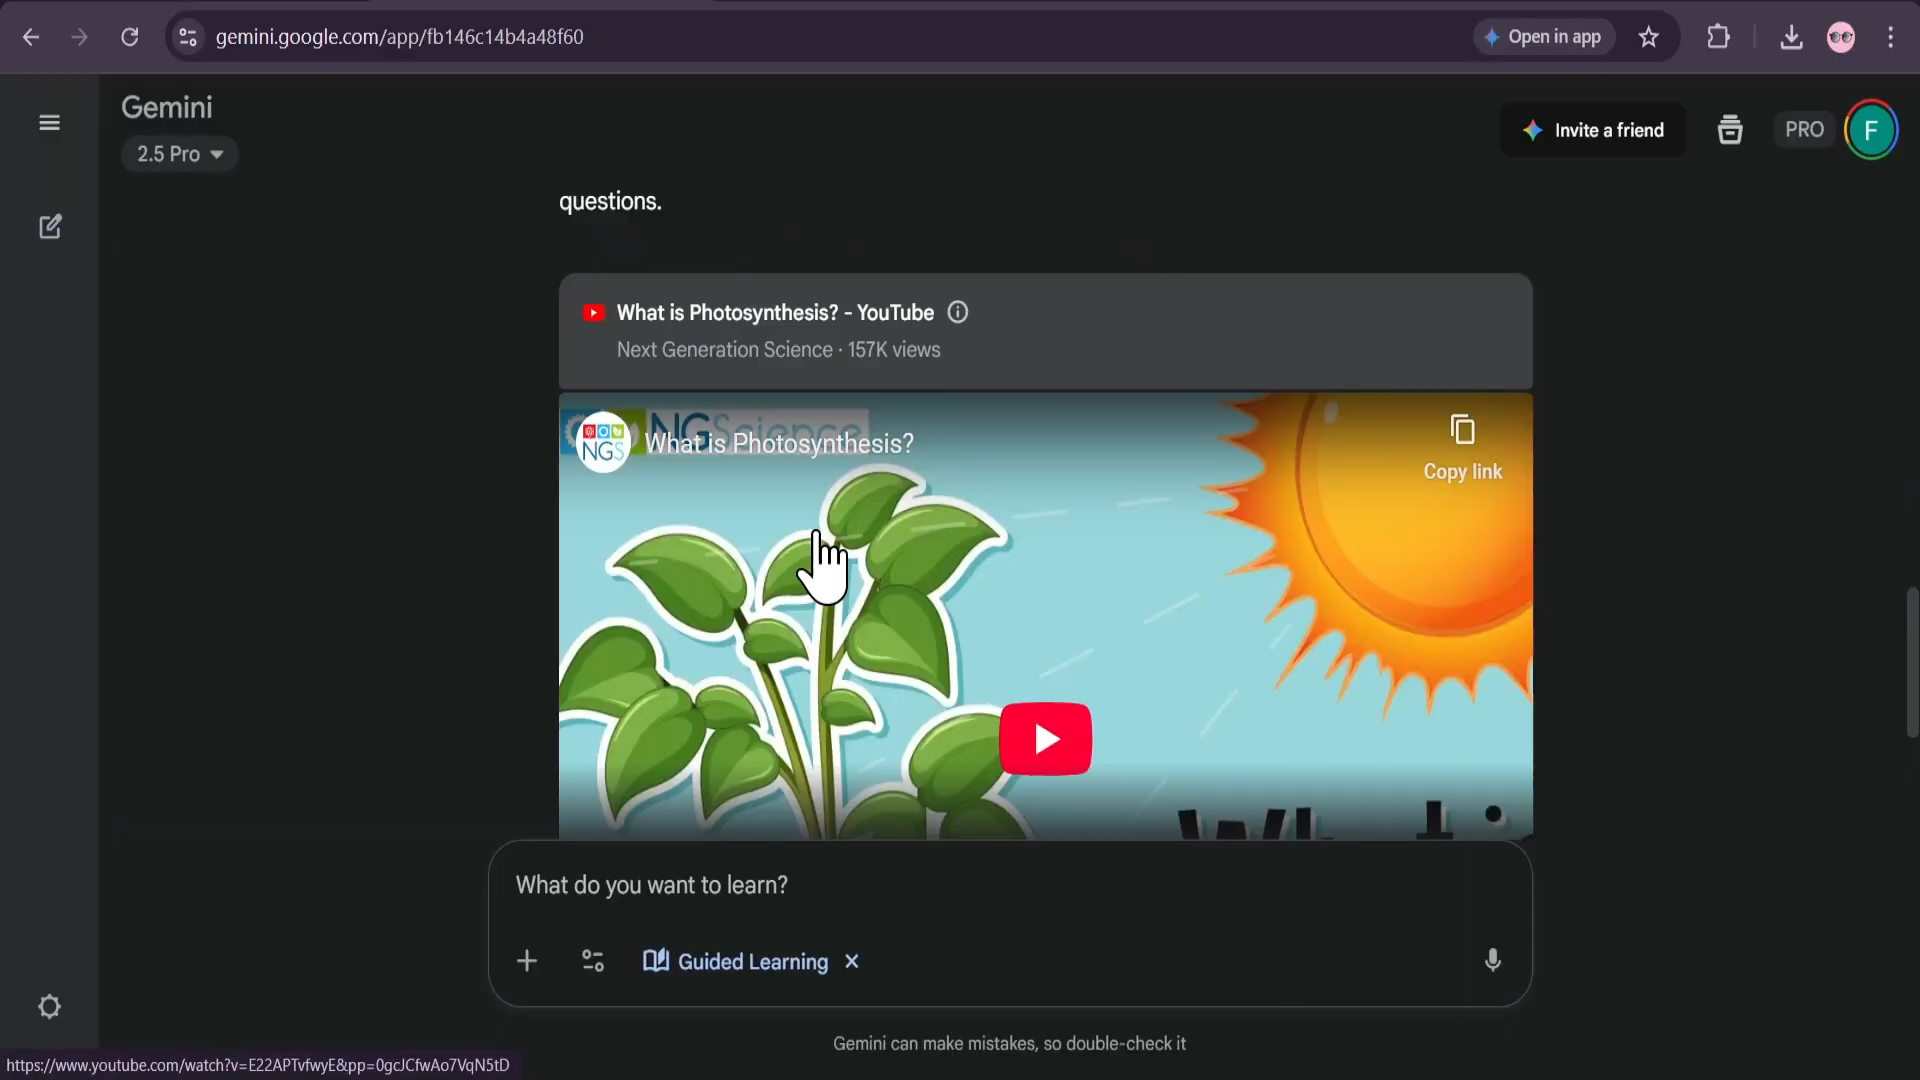 gemini.google.com/app/fb146c14b4a48f60
Open in app
Gemini
2.5 Pro
Invite a friend
PRO
F
questions.
What is Photosynthesis? - YouTube
Next Generation Science · 157K views
NGScience
NGS
What is Photosynthesis?
Copy link
What do you want to learn?
Guided Learning
Gemini can make mistakes, so double-check it
https://www.youtube.com/watch?v=E22APTvfwyE&pp=0gcJCfwAo7VqN5tD